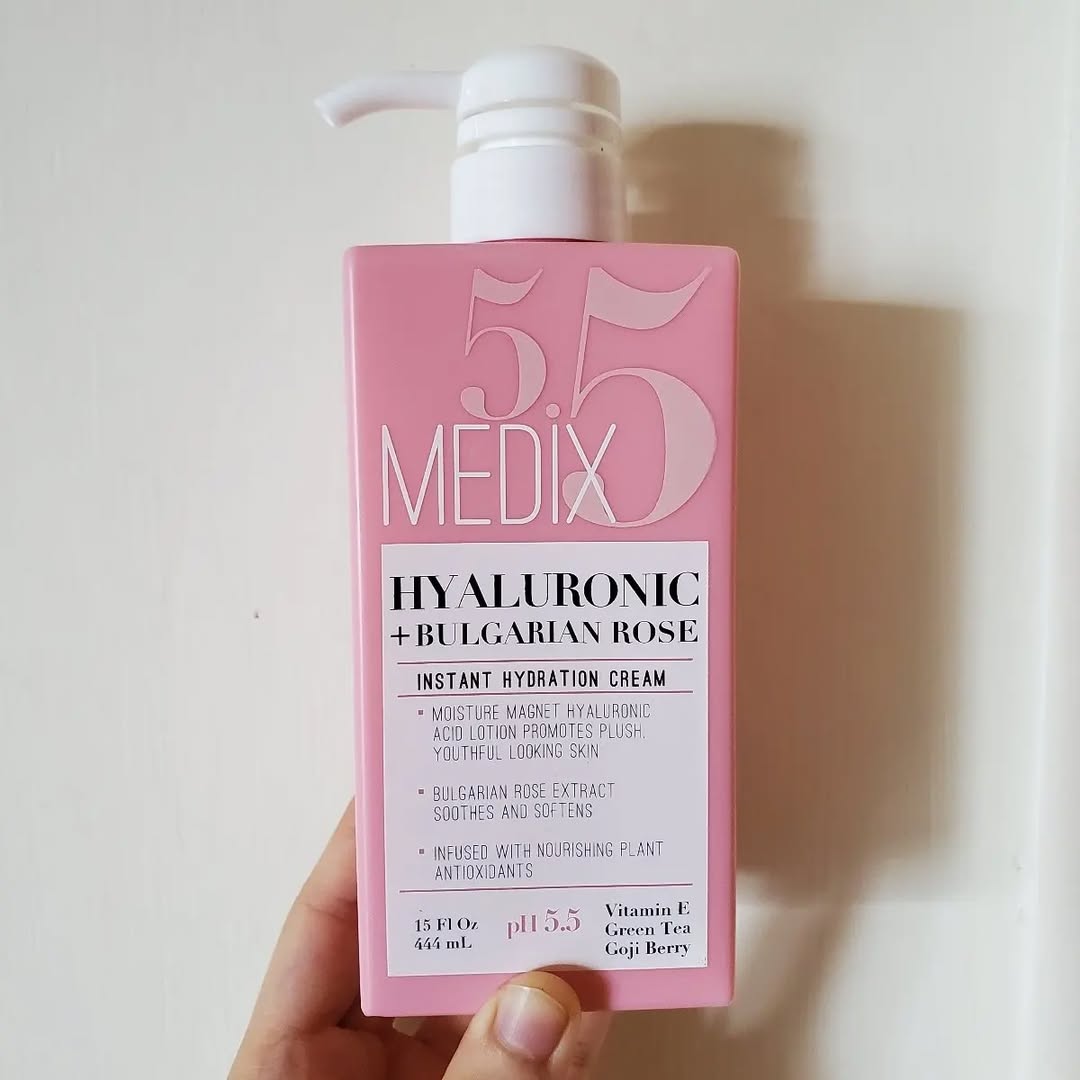 5.5
MEDiX
HYALURONIC
+BULGARIAN ROSE
INSTANT HYDRATION CREAM
▪ MOISTURE MAGNET HYALURONIC
ACID LOTION PROMOTES PLUSH,
YOUTHFUL LOOKING SKIN
▪ BULGARIAN ROSE EXTRACT
SOOTHES AND SOFTENS
▪ INFUSED WITH NOURISHING PLANT
ANTIOXIDANTS
15 Fl Oz
444 mL
pH 5.5
Vitamin E
Green Tea
Goji Berry